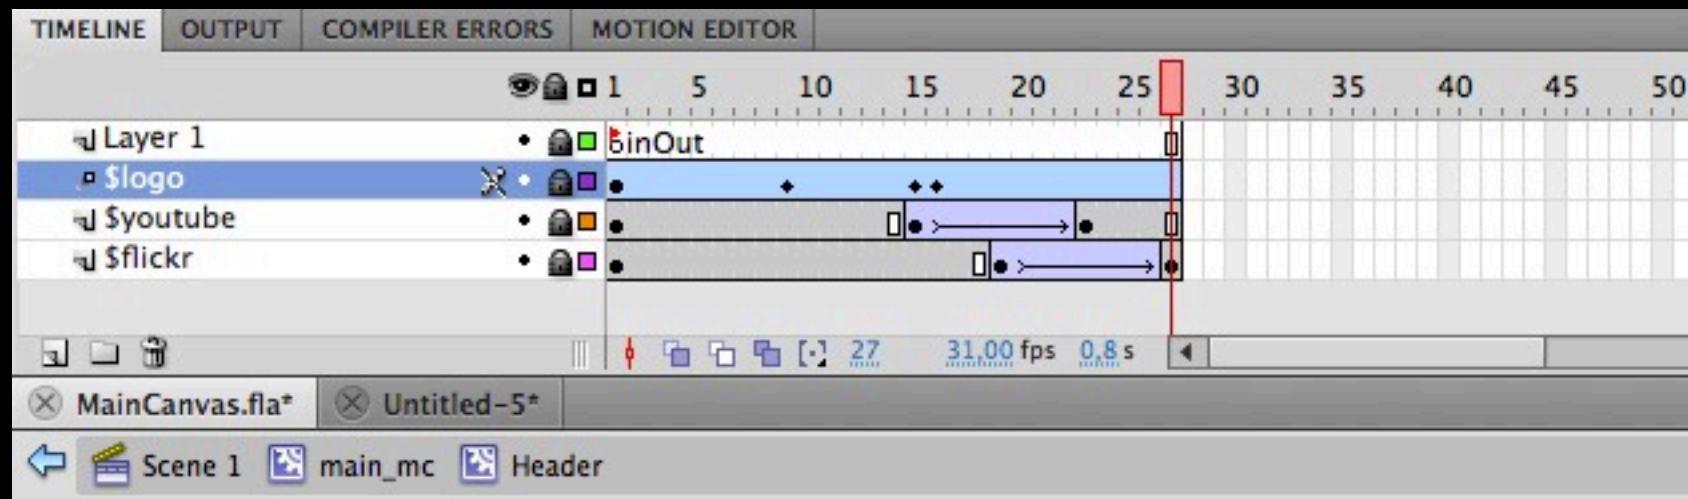 TIMELINE OUTPUT COMPILER ERRORS MOTION EDITOR
1 5 10 15 20 25 30 35 40 45 50
Layer 1 inOut
$logo
$youtube
$flickr
27 31,00 fps 0,8 s
MainCanvas.fla* Untitled-5*
Scene 1 main_mc Header